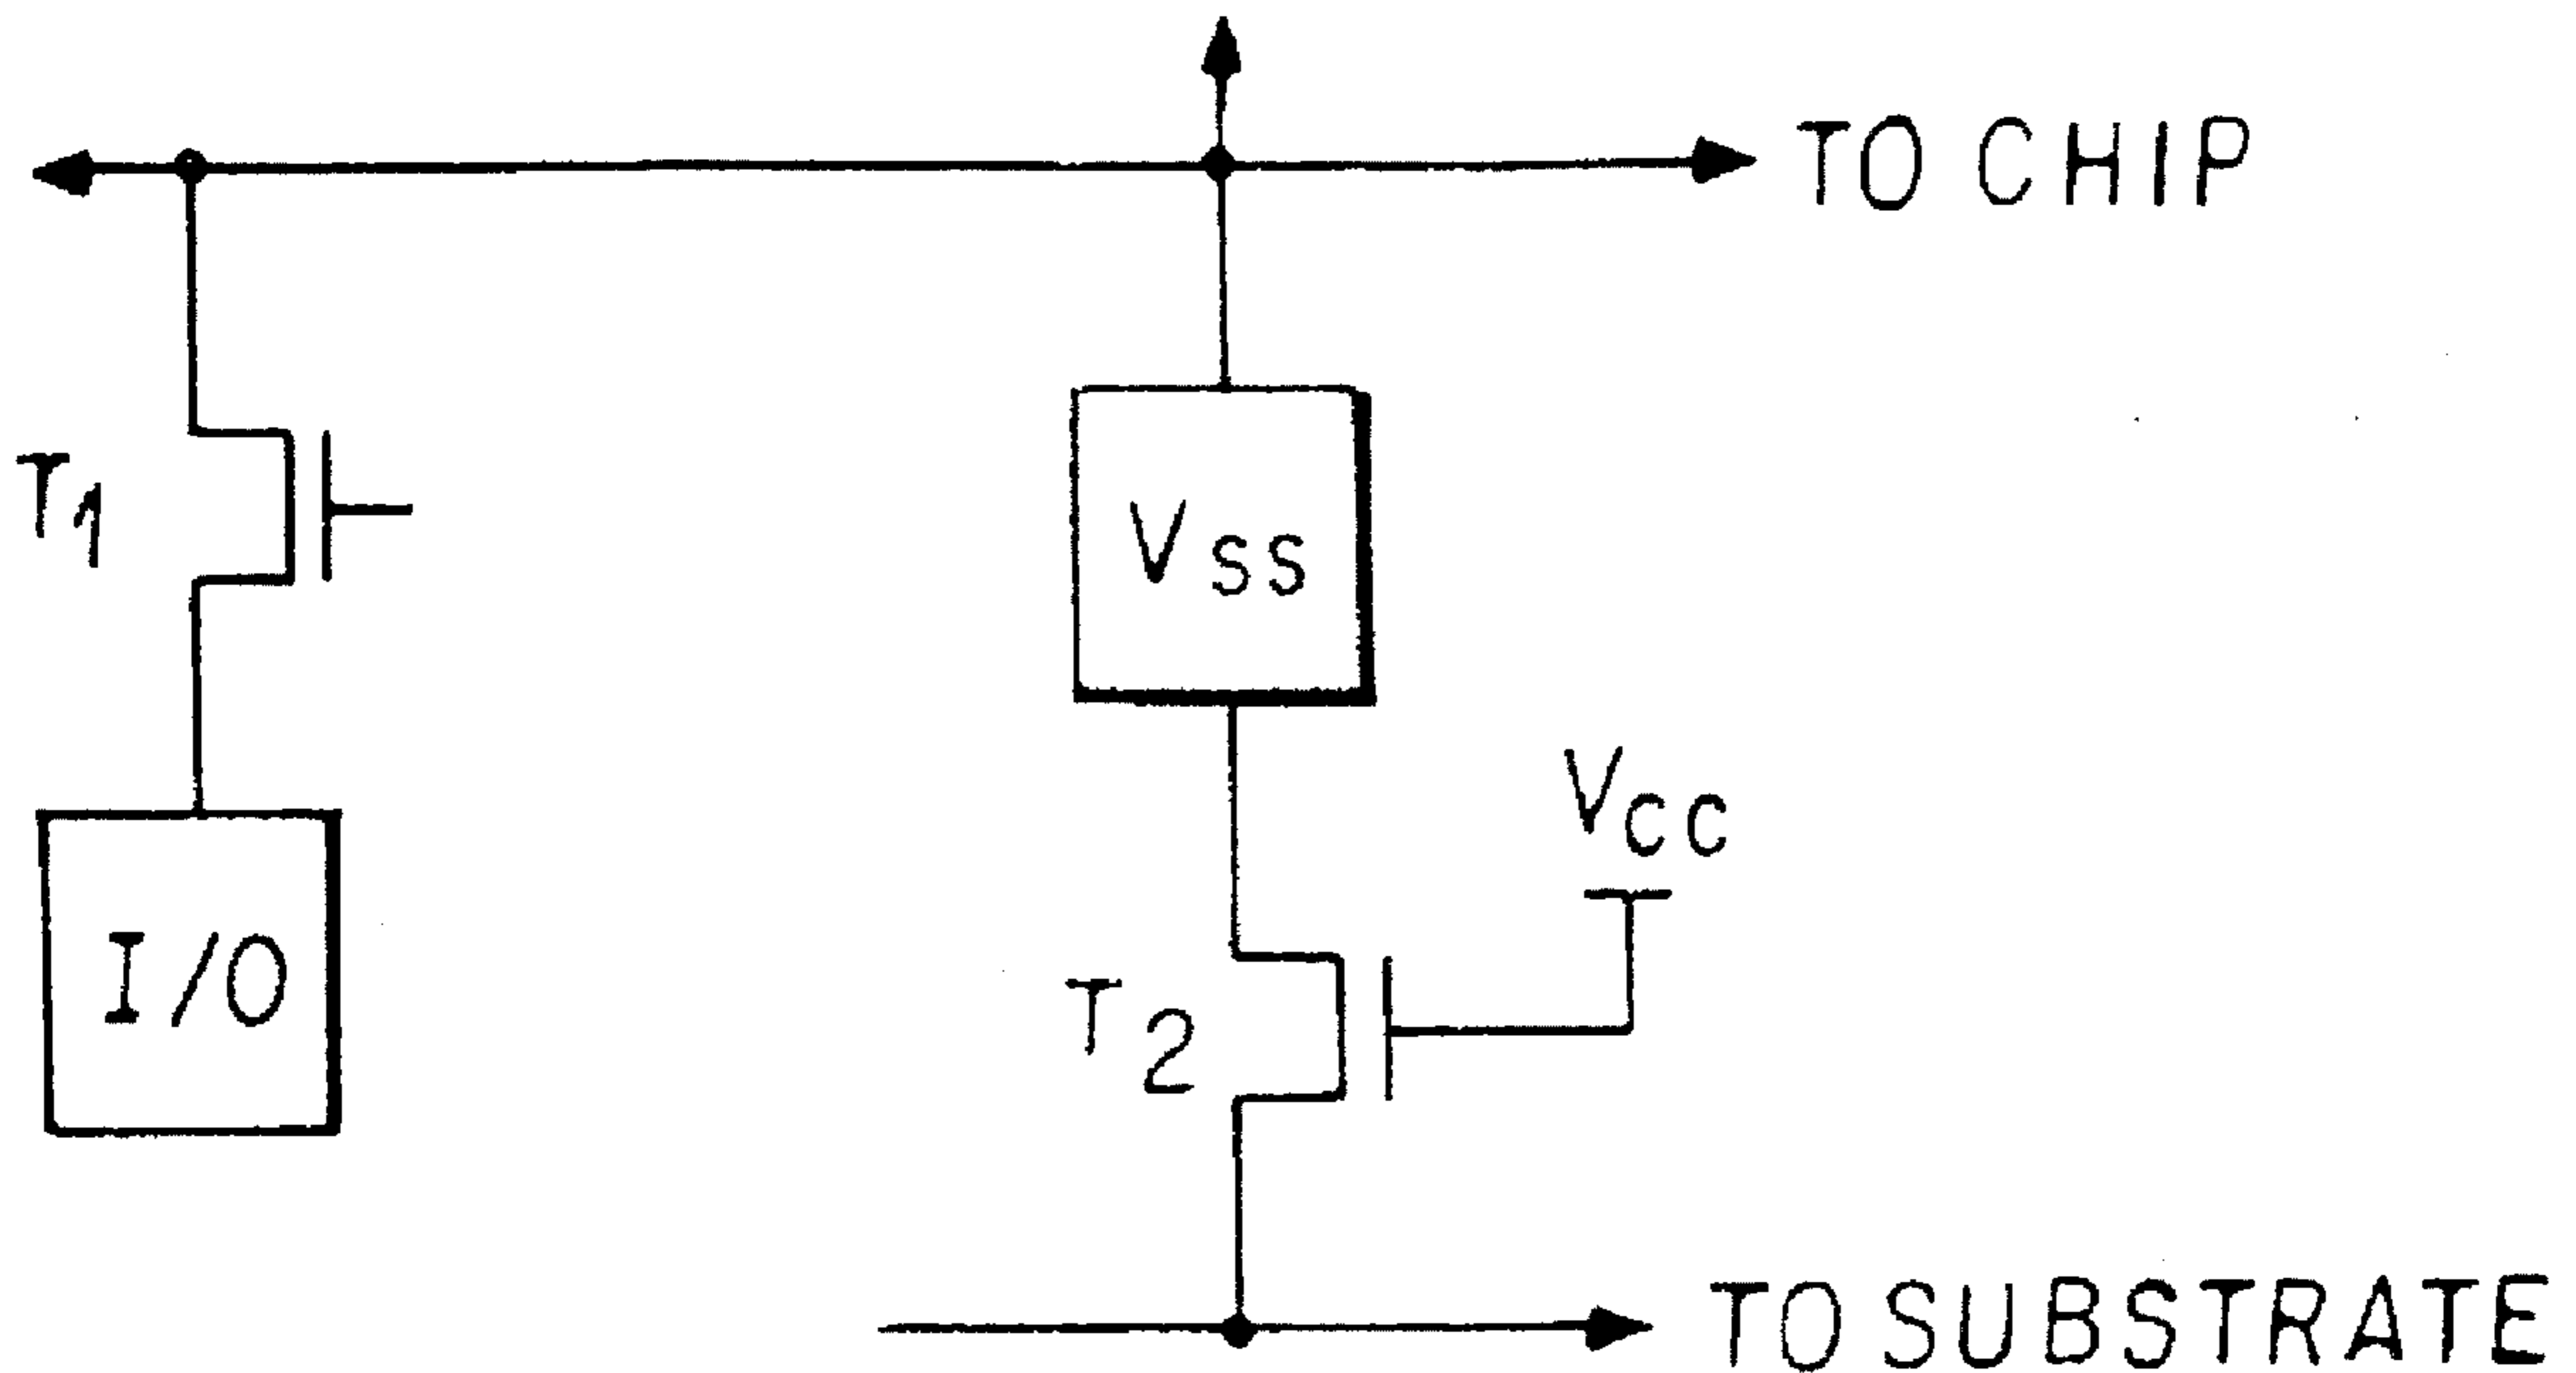 TO CHIP
T1
VSS
VCC
I/O
T2
TO SUBSTRATE